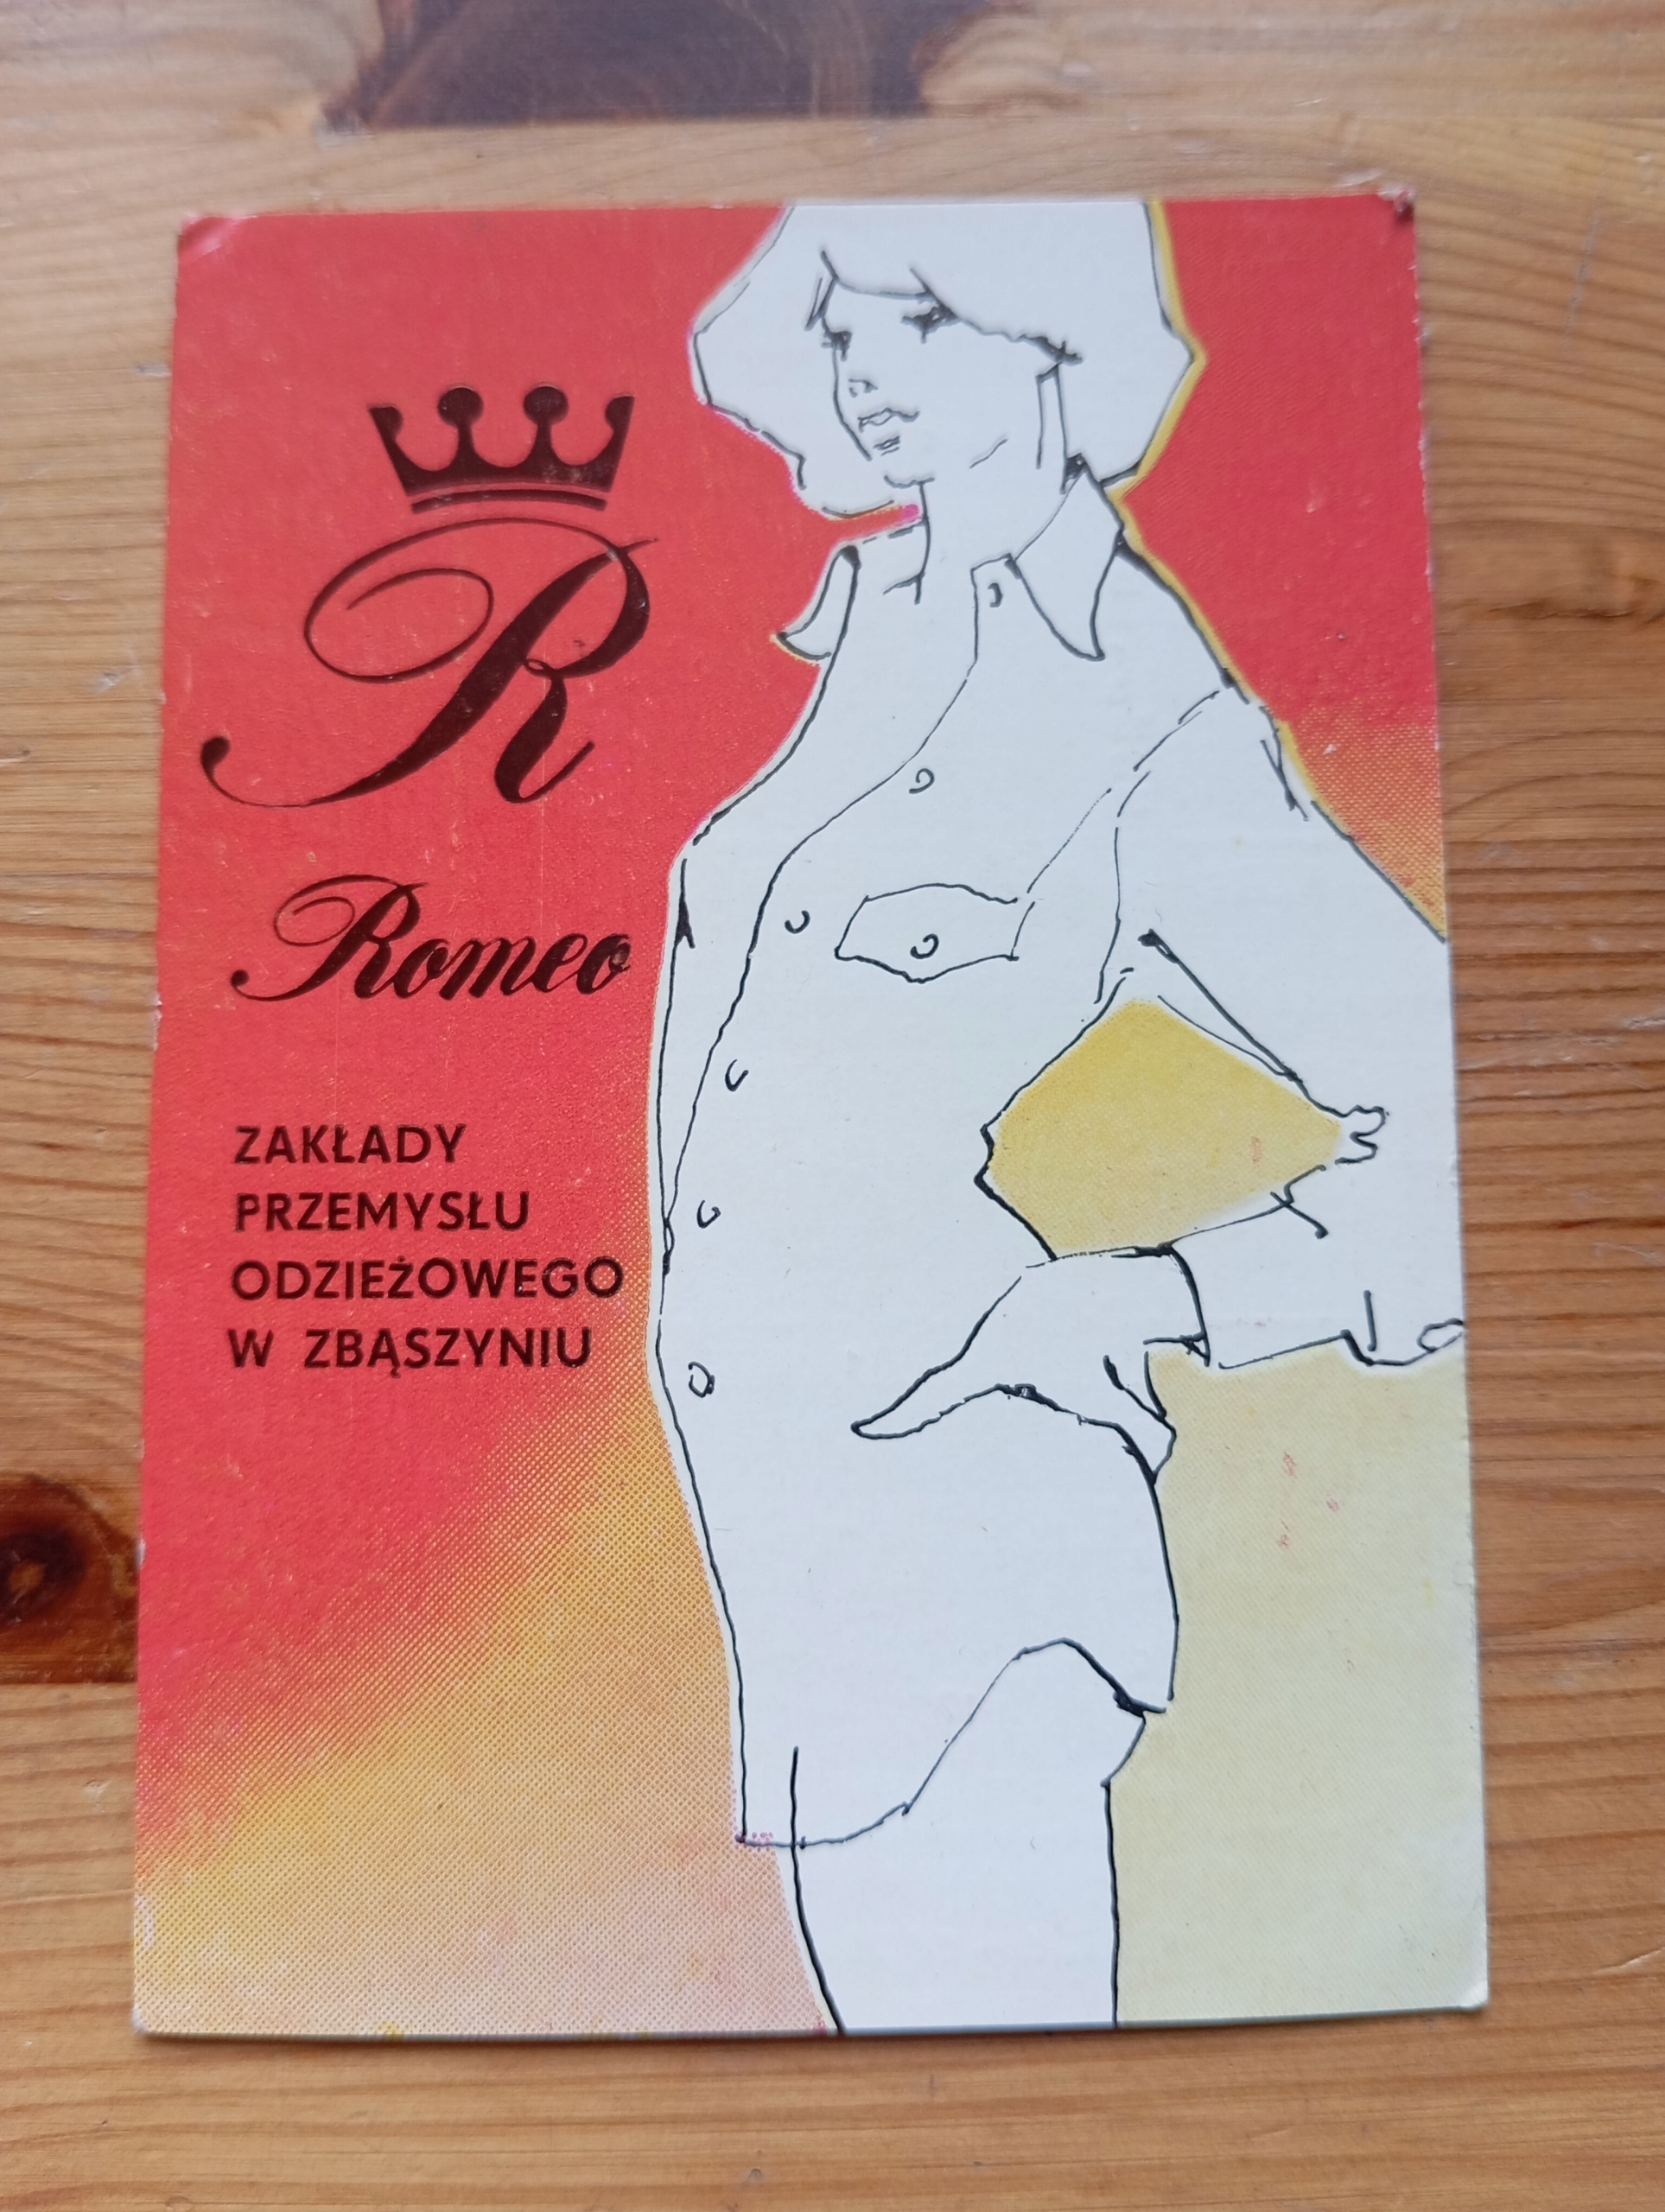 R
Romeo
ZAKŁADY
PRZEMYSŁU
ODZIEŻOWEGO
W ZBĄSZYNIU